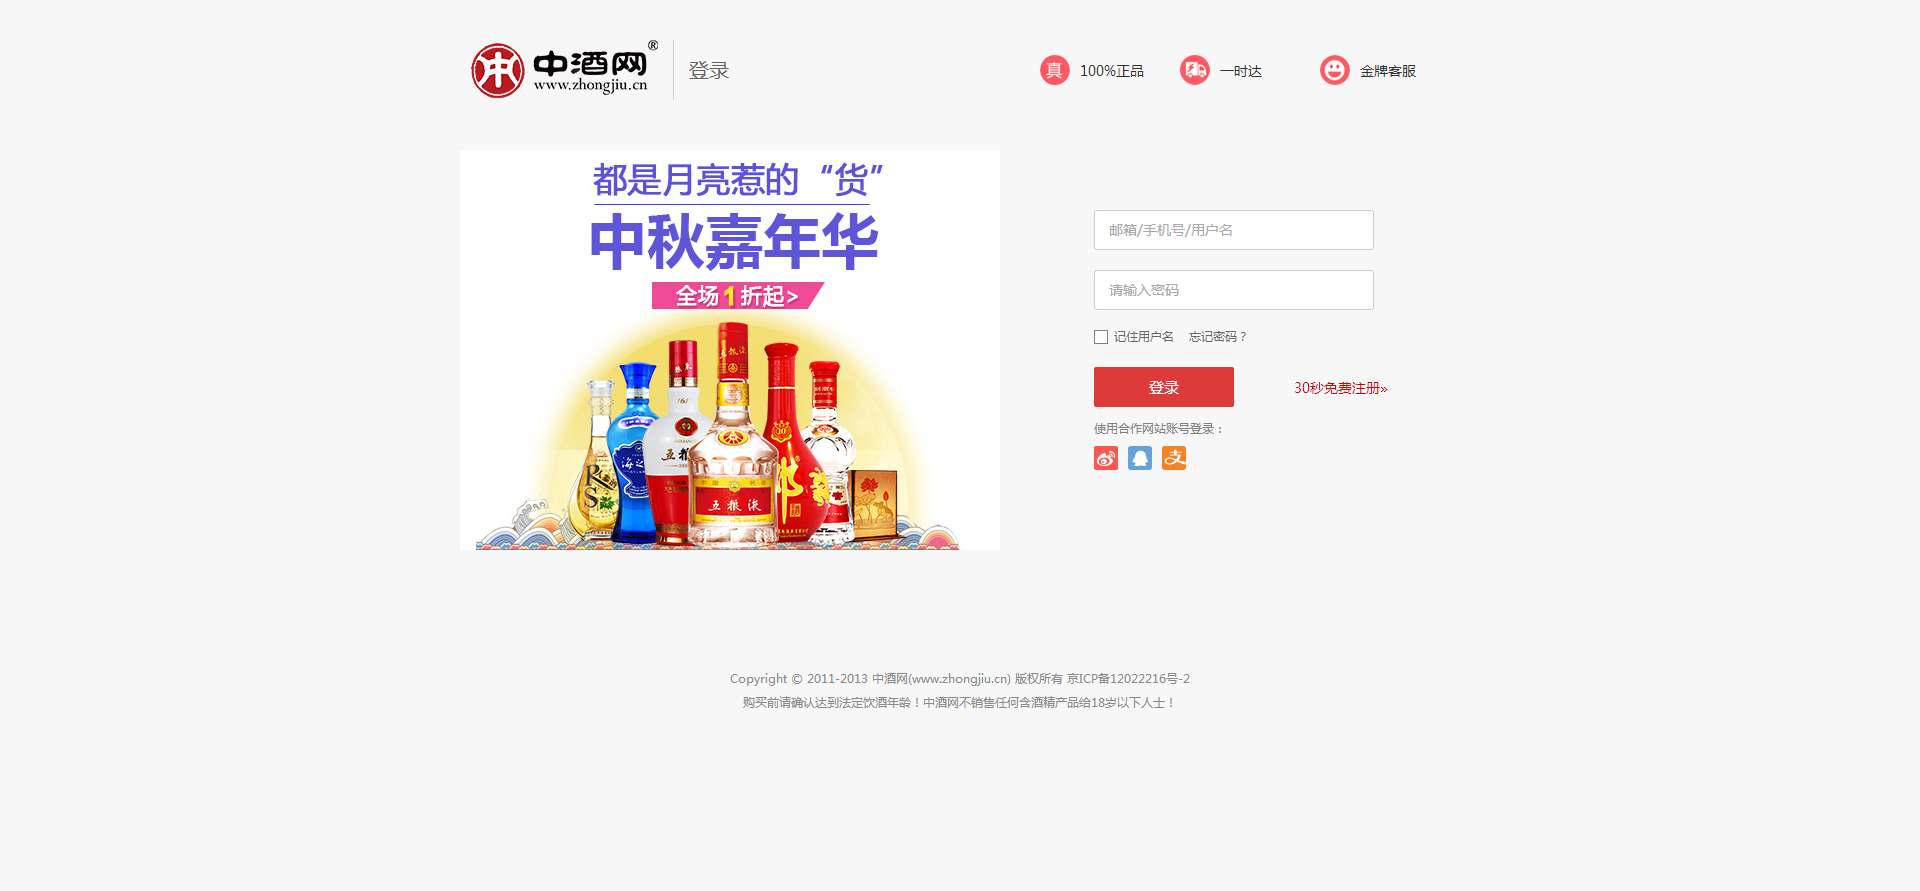 中酒网®
www.zhongjiu.cn
登录
真 100%正品
一时达
金牌客服
都是月亮惹的“货”
中秋嘉年华
全场1折起>
五粮液
邮箱/手机号/用户名
请输入密码
记住用户名 忘记密码？
登录
30秒免费注册»
使用合作网站账号登录：
支
Copyright © 2011-2013 中酒网(www.zhongjiu.cn) 版权所有 京ICP备12022216号-2
购买前请确认达到法定饮酒年龄！中酒网不销售任何含酒精产品给18岁以下人士！